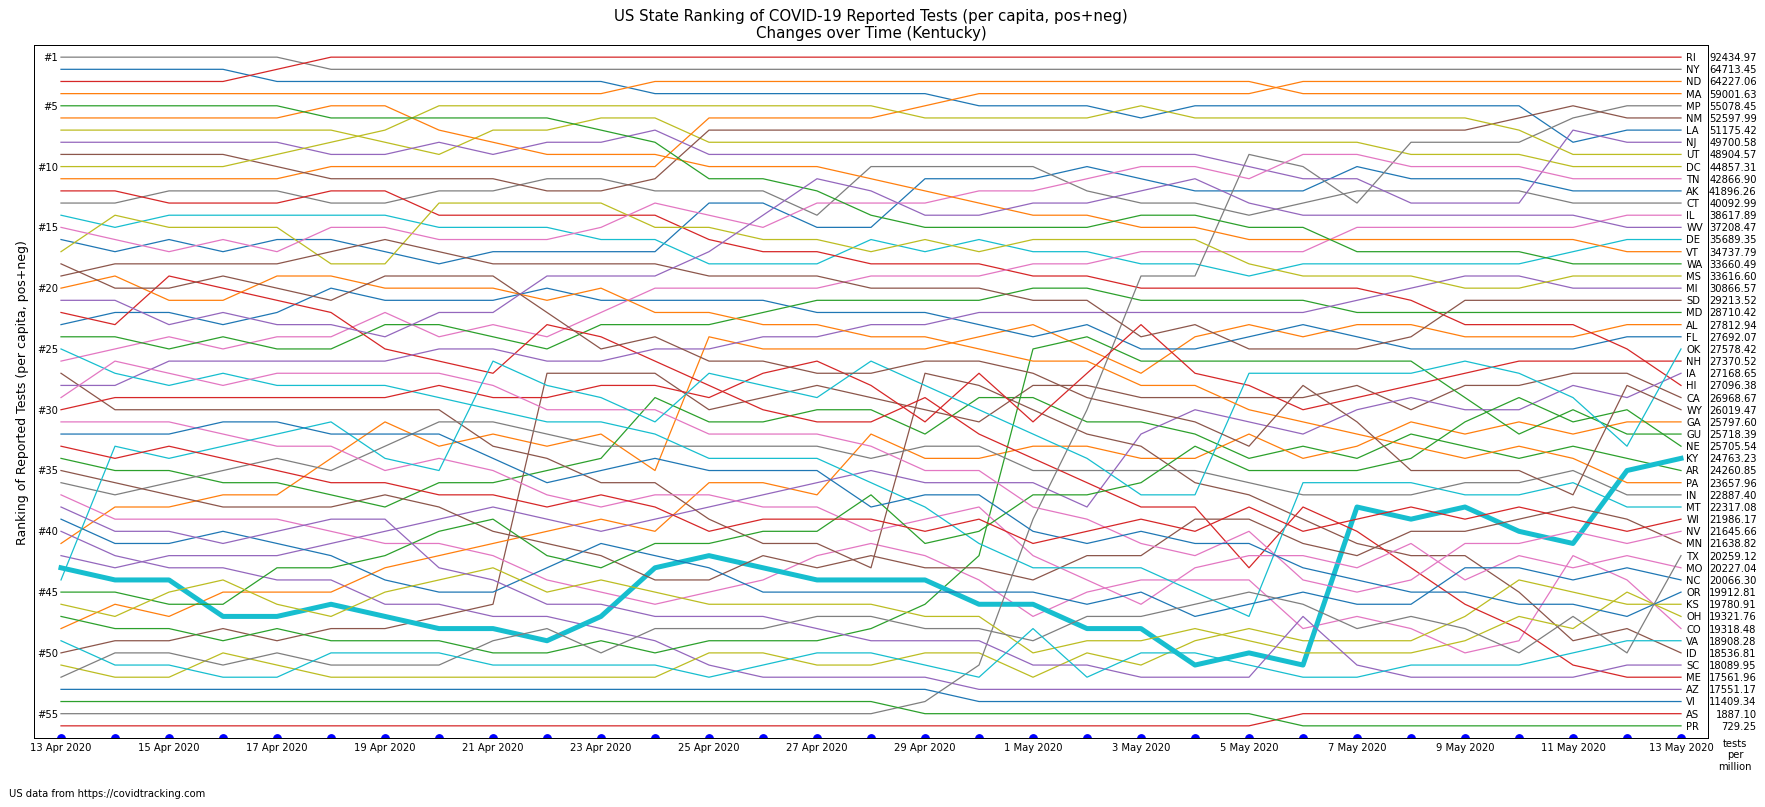 US State Ranking of COVID-19 Reported Tests (per capita, pos+neg)
Changes over Time (Kentucky)
Ranking of Reported Tests (per capita, pos+neg)
#1
#5
#10
#15
#20
#25
#30
#35
#40
#45
#50
#55
RI 92434.97
NY 64713.45
ND 64227.06
MA 59001.63
MP 55078.45
NM 52597.99
LA 51175.42
NJ 49700.58
UT 48904.57
DC 44857.31
TN 42866.90
AK 41896.26
CT 40092.99
IL 38617.89
WV 37208.47
DE 35689.35
VT 34737.79
WA 33660.49
MS 33616.60
MI 30866.57
SD 29213.52
MD 28710.42
AL 27812.94
FL 27692.07
OK 27578.42
NH 27370.52
IA 27168.65
HI 27096.38
CA 26968.67
WY 26019.47
GA 25797.60
GU 25718.39
NE 25705.54
KY 24763.23
AR 24260.85
PA 23657.96
IN 22887.40
MT 22317.08
WI 21986.17
NV 21645.66
MN 21638.82
TX 20259.12
MO 20227.04
NC 20066.30
OR 19912.81
KS 19780.91
OH 19321.76
CO 19318.48
VA 18908.28
ID 18536.81
SC 18089.95
ME 17561.96
AZ 17551.17
VI 11409.34
AS 1887.10
PR 729.25
13 Apr 2020 15 Apr 2020 17 Apr 2020 19 Apr 2020 21 Apr 2020 23 Apr 2020 25 Apr 2020 27 Apr 2020 29 Apr 2020 1 May 2020 3 May 2020 5 May 2020 7 May 2020 9 May 2020 11 May 2020 13 May 2020
tests
per
million
US data from https://covidtracking.com